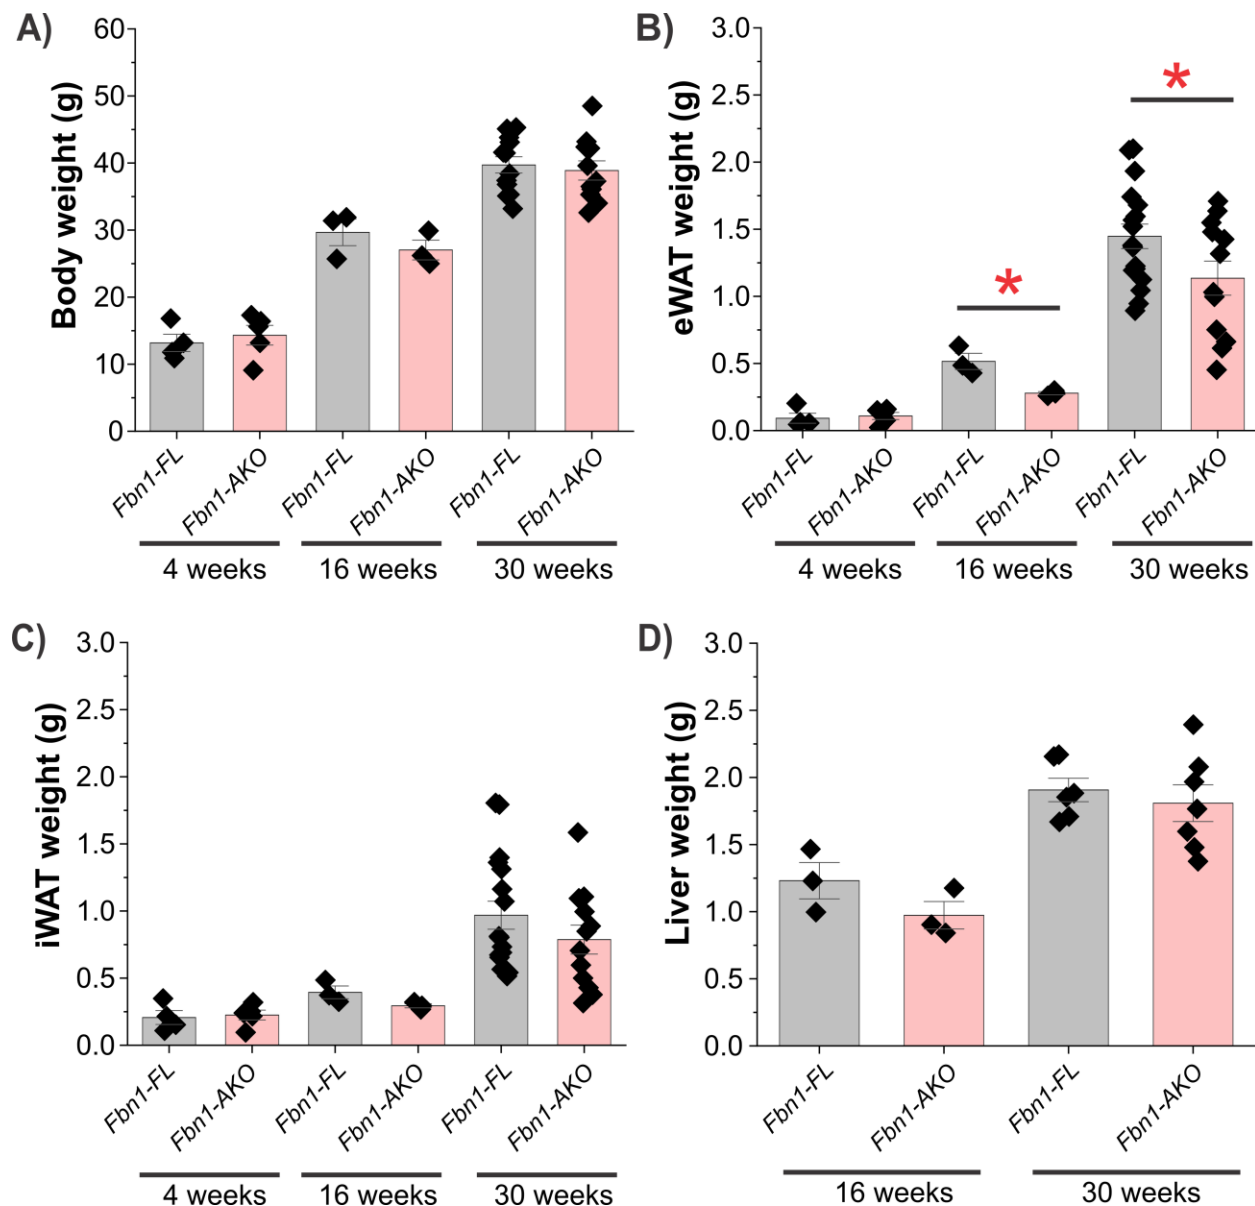 A)
Body weight (g)
60
50
40
30
20
10
0
Fbn1-FL
Fbn1-AKO
Fbn1-FL
Fbn1-AKO
Fbn1-FL
Fbn1-AKO
4 weeks
16 weeks
30 weeks
B)
eWAT weight (g)
3.0
2.5
2.0
1.5
1.0
0.5
0.0
*
*
Fbn1-FL
Fbn1-AKO
Fbn1-FL
Fbn1-AKO
Fbn1-FL
Fbn1-AKO
4 weeks
16 weeks
30 weeks
C)
iWAT weight (g)
3.0
2.5
2.0
1.5
1.0
0.5
0.0
Fbn1-FL
Fbn1-AKO
Fbn1-FL
Fbn1-AKO
Fbn1-FL
Fbn1-AKO
4 weeks
16 weeks
30 weeks
D)
Liver weight (g)
3.0
2.5
2.0
1.5
1.0
0.5
0.0
Fbn1-FL
Fbn1-AKO
Fbn1-FL
Fbn1-AKO
16 weeks
30 weeks